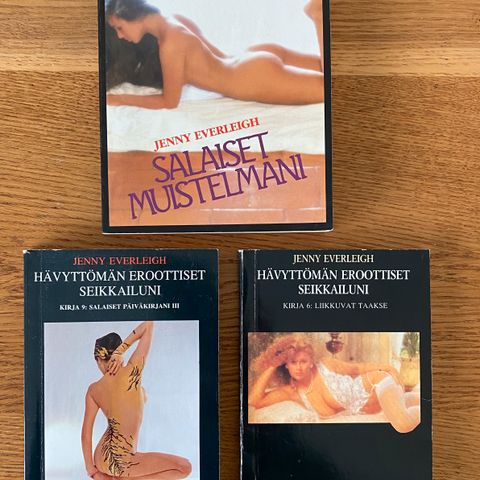 JENNY EVERLEIGH
SALAISET
MUISTELMANI
JENNY EVERLEIGH
HÄVYTTÖMÄN EROOTTISET
SEIKKAILUNI
KIRJA 9: SALAISET PÄIVÄKIRJANI III
JENNY EVERLEIGH
HÄVYTTÖMÄN EROOTTISET
SEIKKAILUNI
KIRJA 6: LIIKKUVAT TAAKSE